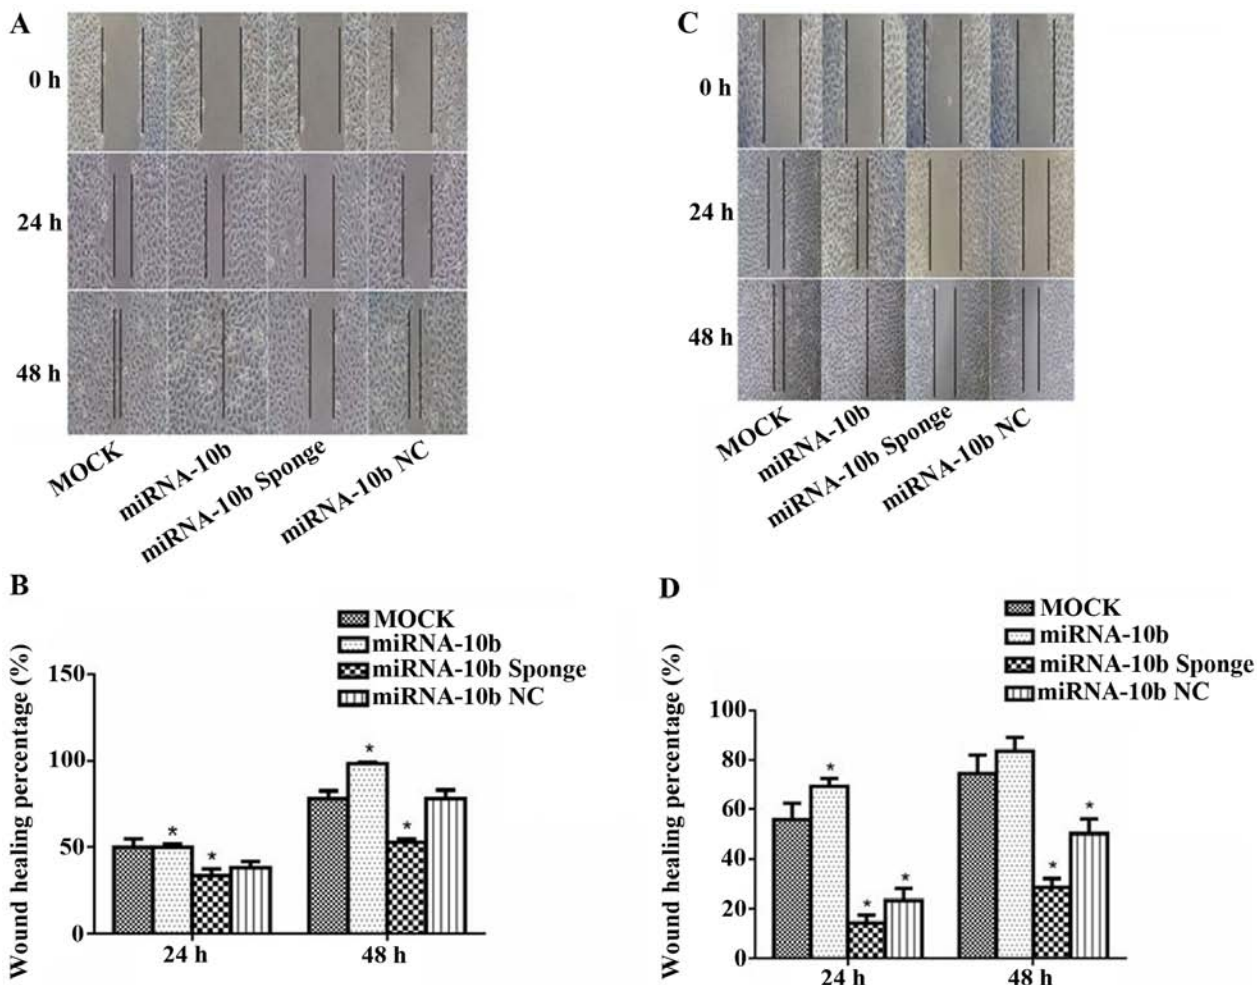 A
0 h
24 h
48 h
MOCK
miRNA-10b
miRNA-10b Sponge
miRNA-10b NC
C
0 h
24 h
48 h
MOCK
miRNA-10b
miRNA-10b Sponge
miRNA-10b NC
B
MOCK
miRNA-10b
miRNA-10b Sponge
miRNA-10b NC
Wound healing percentage (%)
150
100
50
0
*
*
*
*
24 h
48 h
D
MOCK
miRNA-10b
miRNA-10b Sponge
miRNA-10b NC
Wound healing percentage (%)
100
80
60
40
20
0
*
*
*
*
*
24 h
48 h